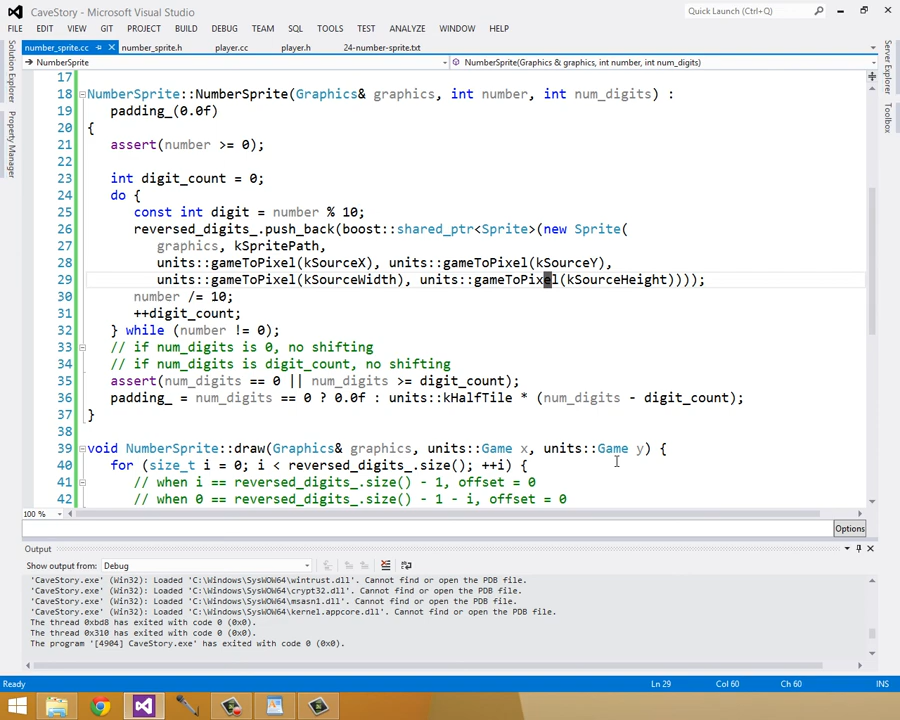 CaveStory - Microsoft Visual Studio
Quick Launch (Ctrl+Q)
FILE EDIT VIEW GIT PROJECT BUILD DEBUG TEAM SQL TOOLS TEST ANALYZE WINDOW HELP
number_sprite.cc number_sprite.h player.cc player.h 24-number-sprite.txt
NumberSprite NumberSprite(Graphics & graphics, int number, int num_digits)
Solution Explorer
Property Manager
Server Explorer
Toolbox
17
18 NumberSprite::NumberSprite(Graphics& graphics, int number, int num_digits) :
19 padding_(0.0f)
20 {
21 assert(number >= 0);
22
23 int digit_count = 0;
24 do {
25 const int digit = number % 10;
26 reversed_digits_.push_back(boost::shared_ptr<Sprite>(new Sprite(
27 graphics, kSpritePath,
28 units::gameToPixel(kSourceX), units::gameToPixel(kSourceY),
29 units::gameToPixel(kSourceWidth), units::gameToPixel(kSourceHeight))));
30 number /= 10;
31 ++digit_count;
32 } while (number != 0);
33 // if num_digits is 0, no shifting
34 // if num_digits is digit_count, no shifting
35 assert(num_digits == 0 || num_digits >= digit_count);
36 padding_ = num_digits == 0 ? 0.0f : units::kHalfTile * (num_digits - digit_count);
37 }
38
39 void NumberSprite::draw(Graphics& graphics, units::Game x, units::Game y) {
40 for (size_t i = 0; i < reversed_digits_.size(); ++i) {
41 // when i == reversed_digits_.size() - 1, offset = 0
42 // when 0 == reversed_digits_.size() - 1 - i, offset = 0
100 %
Options
Output
Show output from: Debug
'CaveStory.exe' (Win32): Loaded 'C:\Windows\SysWOW64\wintrust.dll'. Cannot find or open the PDB file.
'CaveStory.exe' (Win32): Loaded 'C:\Windows\SysWOW64\crypt32.dll'. Cannot find or open the PDB file.
'CaveStory.exe' (Win32): Loaded 'C:\Windows\SysWOW64\msasn1.dll'. Cannot find or open the PDB file.
'CaveStory.exe' (Win32): Loaded 'C:\Windows\SysWOW64\kernel.appcore.dll'. Cannot find or open the PDB file.
The thread 0xbd8 has exited with code 0 (0x0).
The thread 0x310 has exited with code 0 (0x0).
The program '[4904] CaveStory.exe' has exited with code 0 (0x0).
Ready Ln 29 Col 60 Ch 60 INS